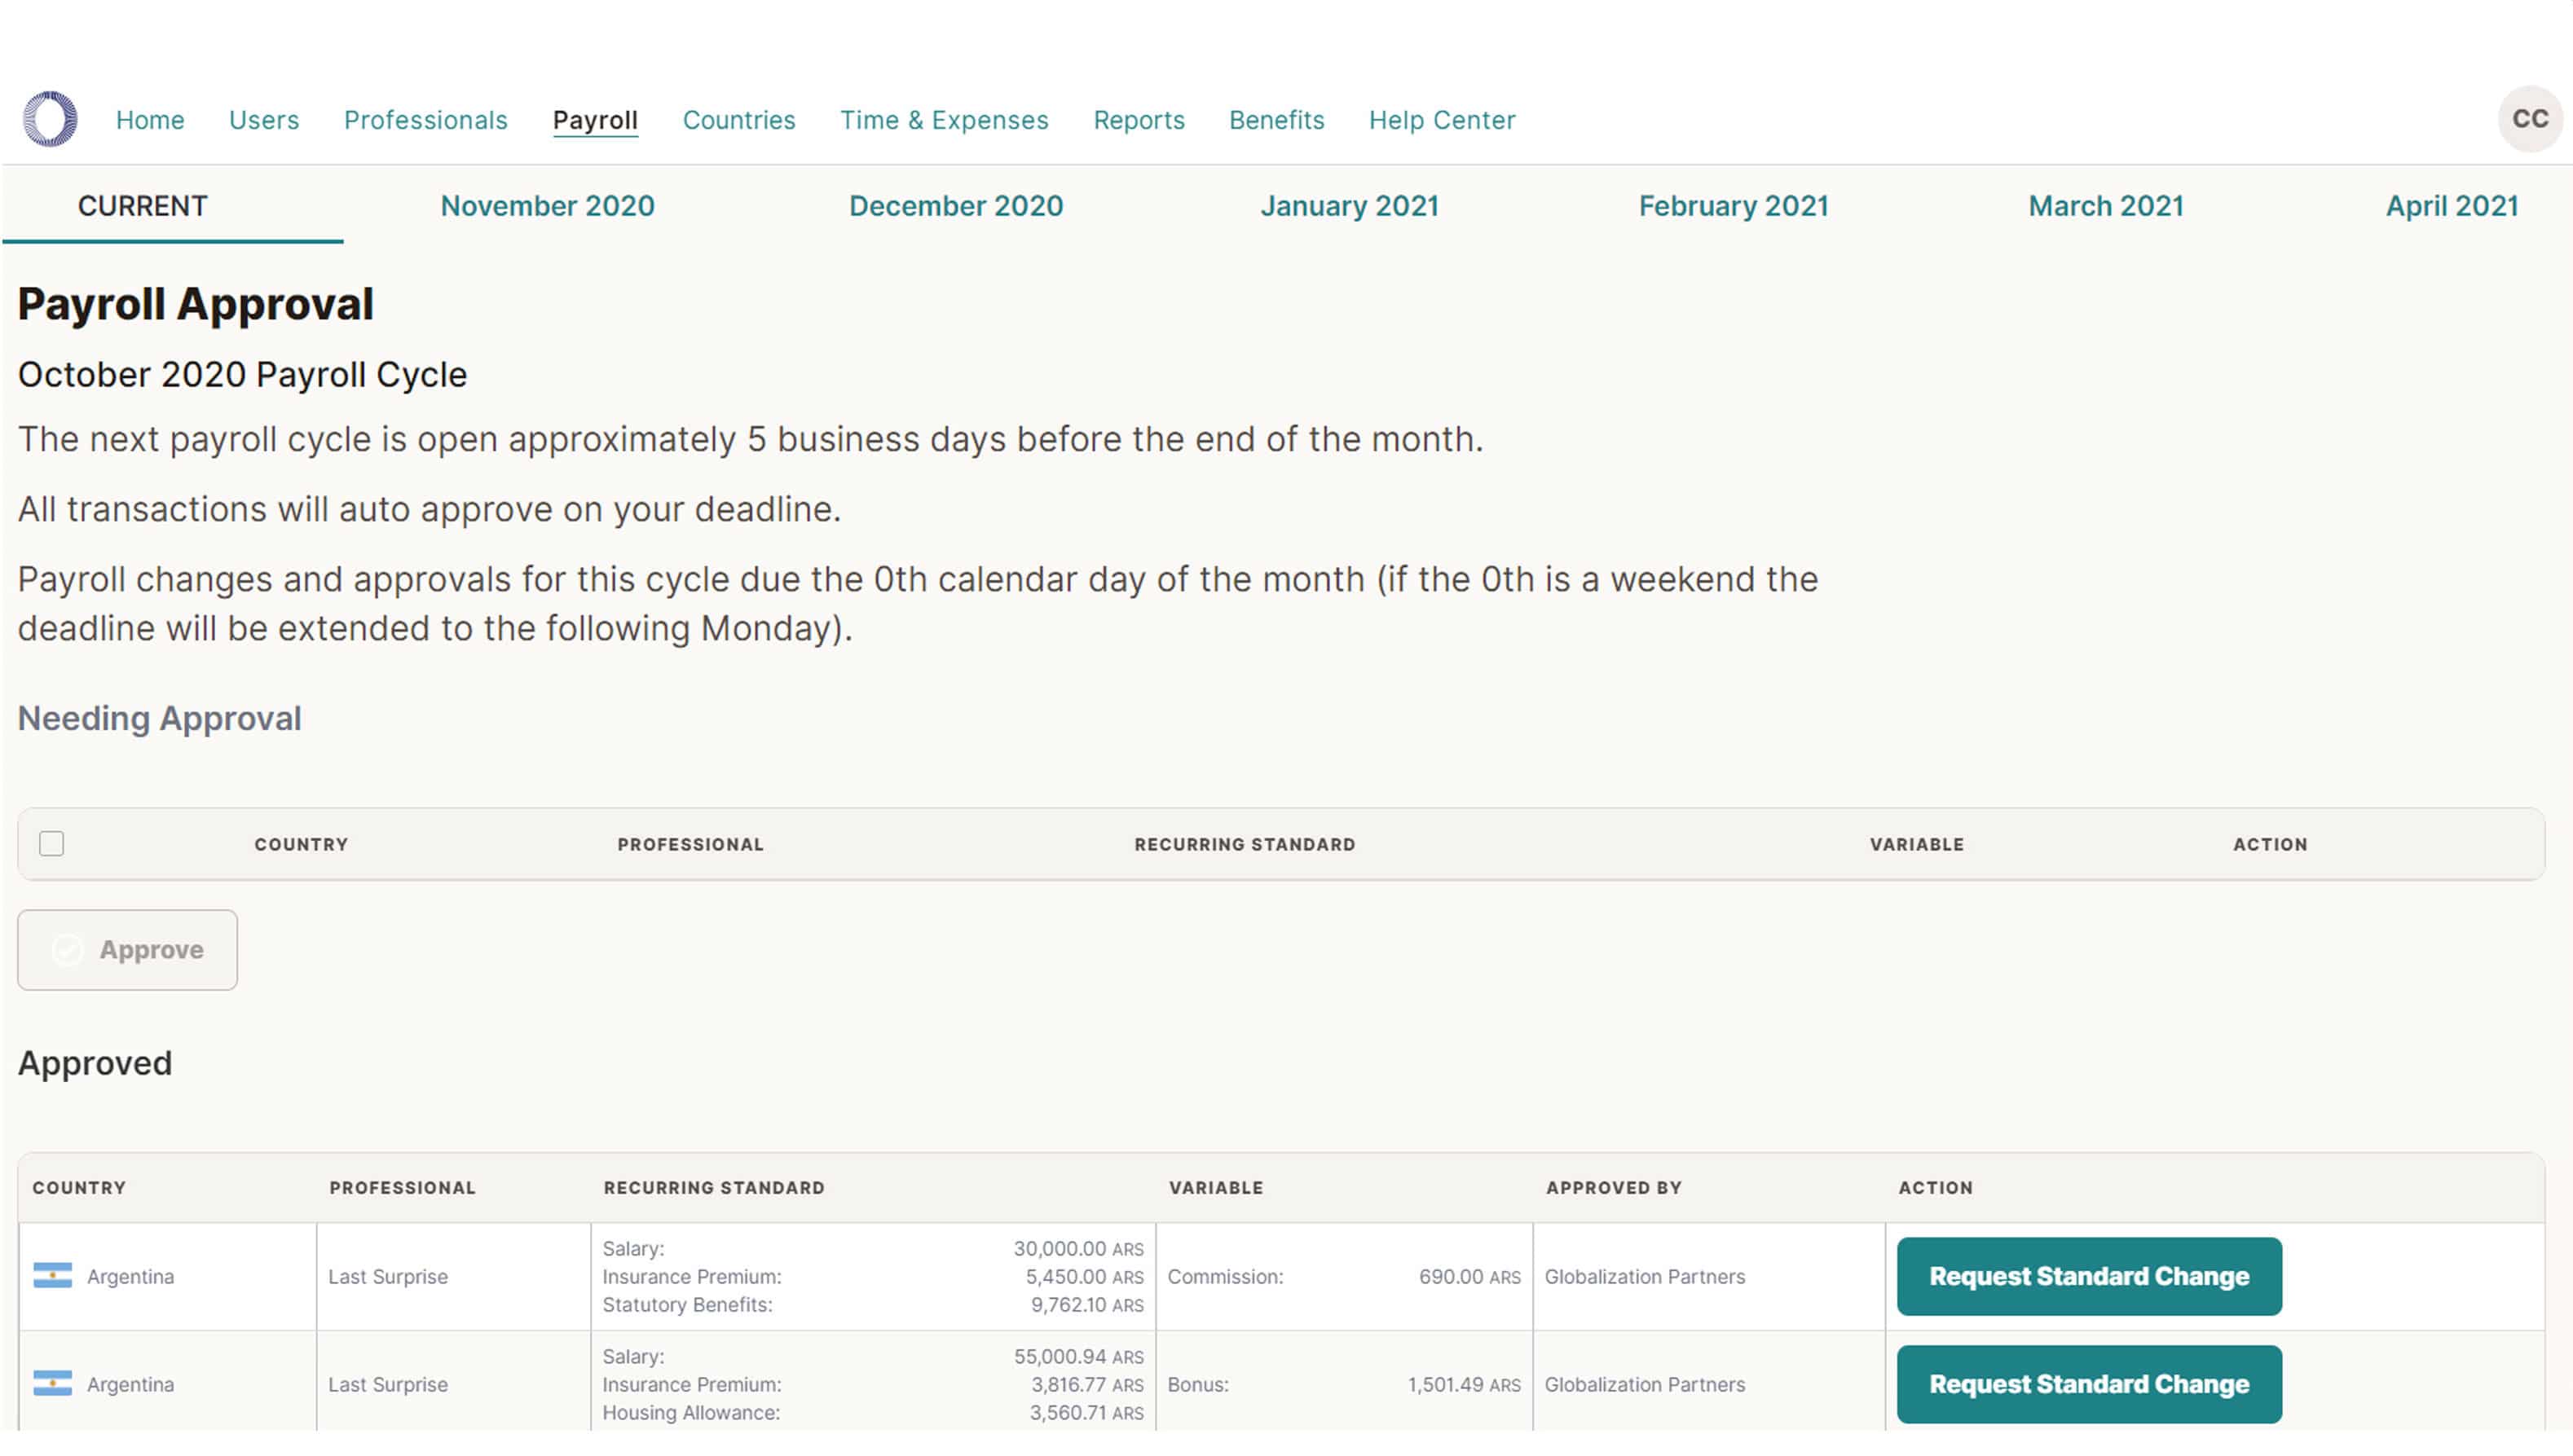 Home Users Professionals Payroll Countries Time & Expenses Reports Benefits Help Center CC
CURRENT November 2020 December 2020 January 2021 February 2021 March 2021 April 2021
Payroll Approval
October 2020 Payroll Cycle
The next payroll cycle is open approximately 5 business days before the end of the month.
All transactions will auto approve on your deadline.
Payroll changes and approvals for this cycle due the 0th calendar day of the month (if the 0th is a weekend the
deadline will be extended to the following Monday).
Needing Approval
COUNTRY PROFESSIONAL RECURRING STANDARD VARIABLE ACTION
Approve
Approved
COUNTRY PROFESSIONAL RECURRING STANDARD VARIABLE APPROVED BY ACTION
Salary: 30,000.00 ARS
Argentina Last Surprise Insurance Premium: 5,450.00 ARS Commission: 690.00 ARS Globalization Partners Request Standard Change
Statutory Benefits: 9,762.10 ARS
Salary: 55,000.94 ARS
Argentina Last Surprise Insurance Premium: 3,816.77 ARS Bonus: 1,501.49 ARS Globalization Partners Request Standard Change
Housing Allowance: 3,560.71 ARS